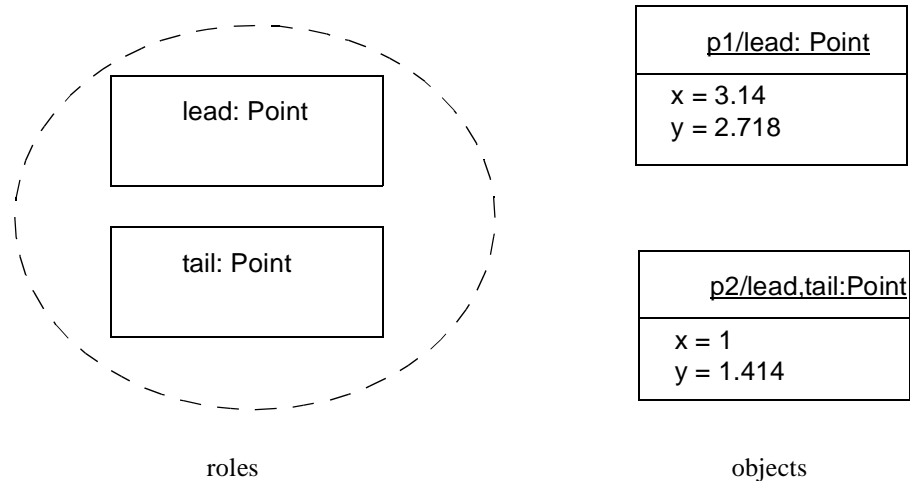 lead: Point
tail: Point
roles
p1/lead: Point
x = 3.14
y = 2.718
p2/lead,tail:Point
x = 1
y = 1.414
objects